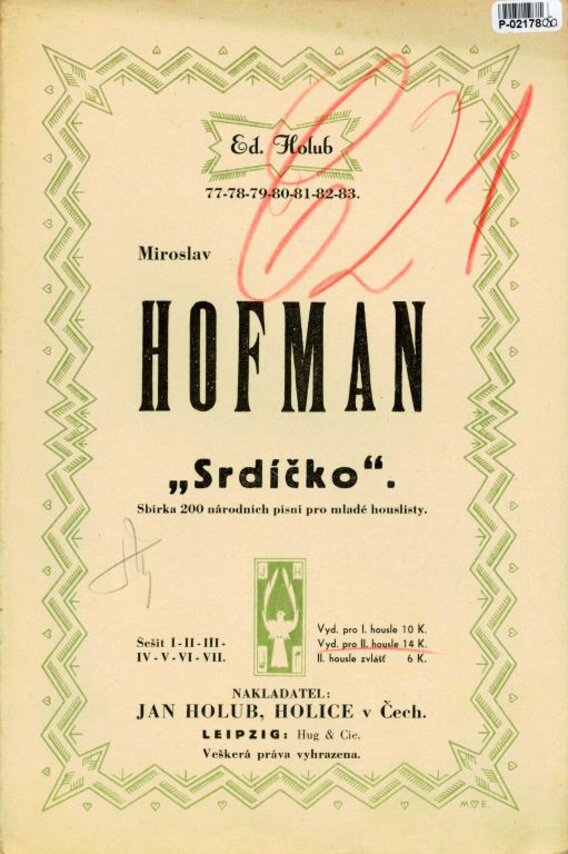 P-0217800
Ed. Holub
77-78-79-80-81-82-83.
821
Miroslav
HOFMAN
„Srdíčko“.
Sbírka 200 národních písní pro mladé houslisty.
J H
Sešit I-II-III-
IV-V-VI-VII.
Vyd. pro I. housle 10 K.
Vyd. pro II. housle 14 K.
II. housle zvlášť 6 K.
NAKLADATEL:
JAN HOLUB, HOLICE v Čech.
LEIPZIG: Hug & Cie.
Veškerá práva vyhrazena.
M E.